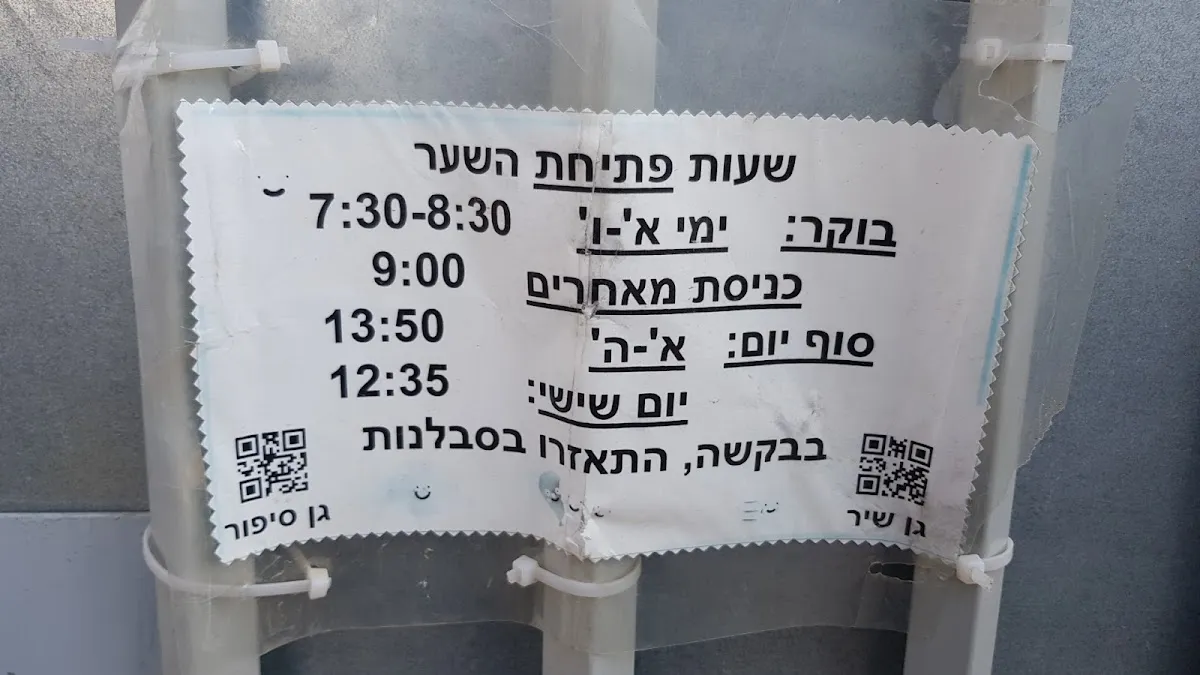 שעות פתיחת השער
בוקר: ימי א'-ו' 7:30-8:30
כניסת מאחרים 9:00
סוף יום: א'-ה' 13:50
יום שישי: 12:35
בבקשה, התאזרו בסבלנות
גן שיר
גן סיפור